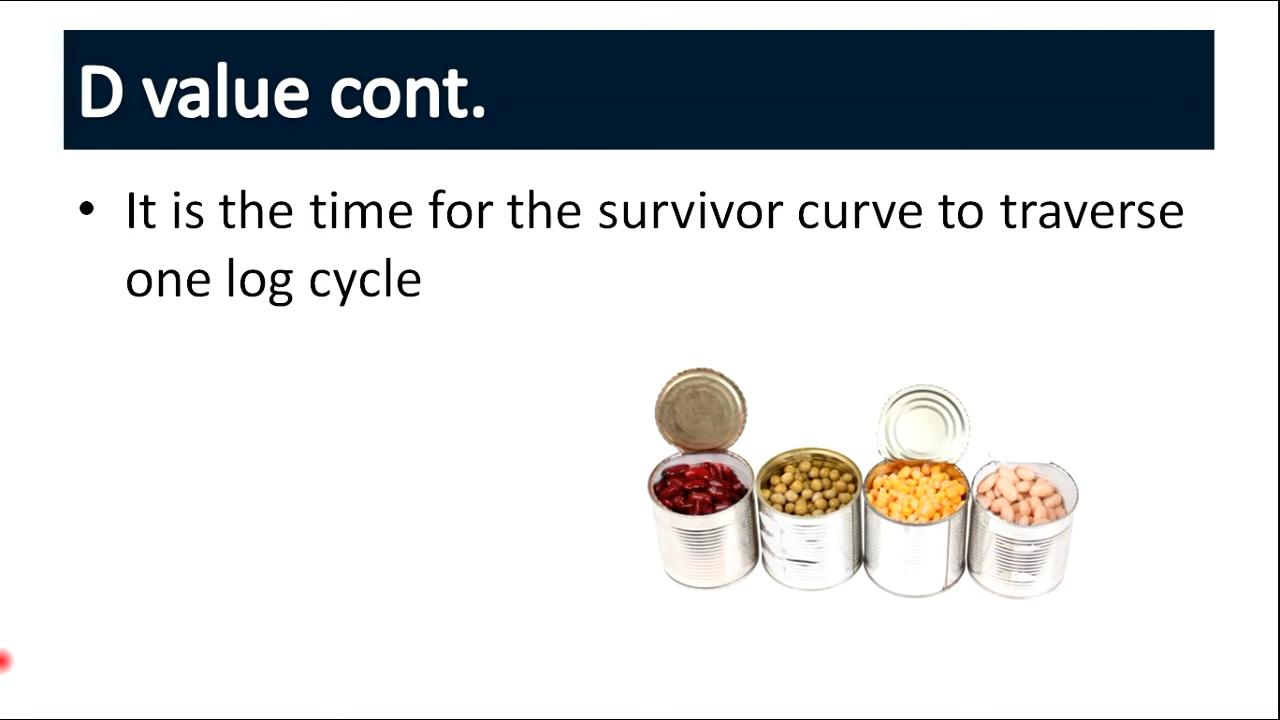 D value cont.
• It is the time for the survivor curve to traverse
one log cycle